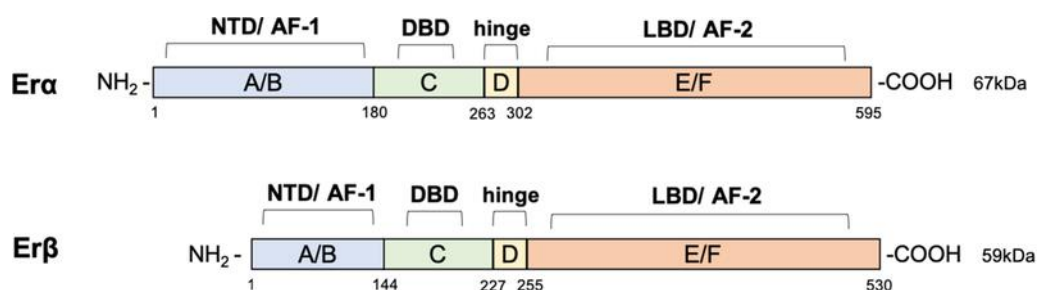 NTD/ AF-1 DBD hinge LBD/ AF-2
Erα NH2 - A/B C D E/F -COOH 67kDa
1 180 263 302 595
NTD/ AF-1 DBD hinge LBD/ AF-2
Erβ NH2 - A/B C D E/F -COOH 59kDa
1 144 227 255 530